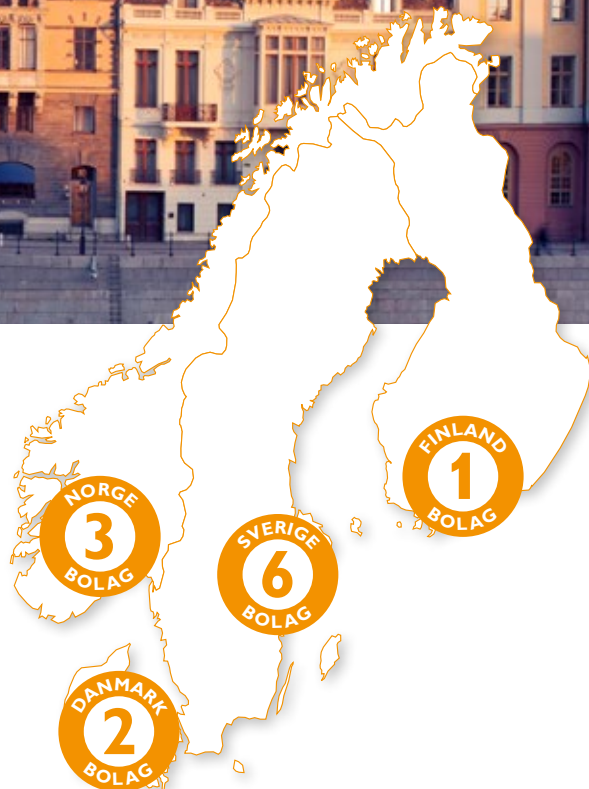 FINLAND
1
BOLAG
NORGE
3
BOLAG
SVERIGE
6
BOLAG
DANMARK
2
BOLAG